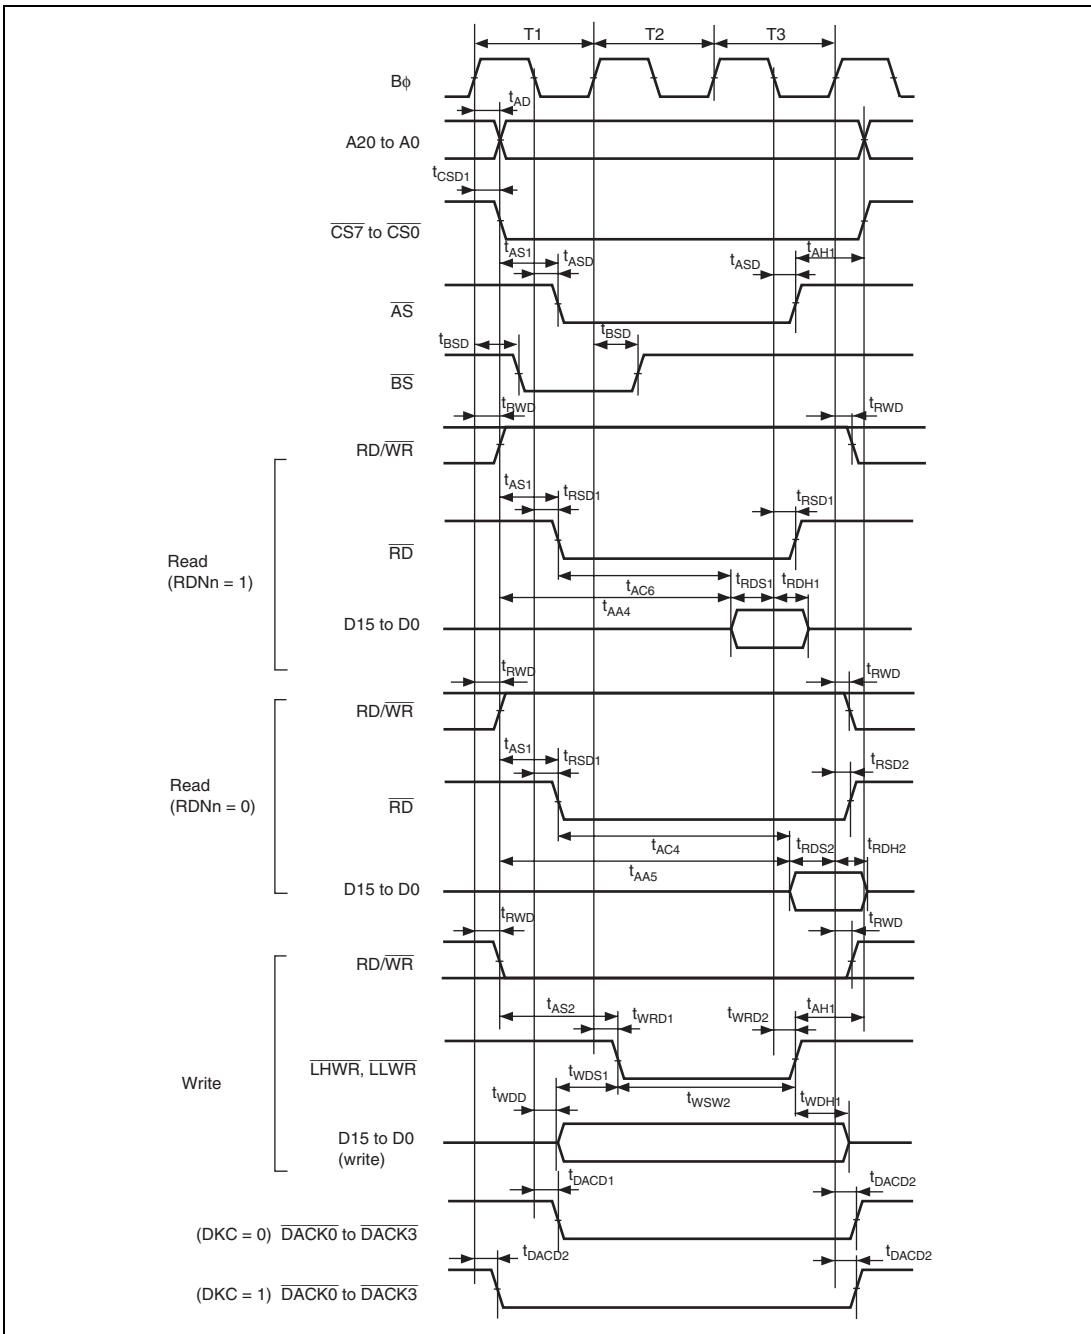 T1 T2 T3
Bφ
tAD
A20 to A0
tCSD1
CS7 to CS0
tAS1 tASD tASD tAH1
AS
tBSD tBSD
BS
tRWD tRWD
RD/WR
tAS1 tRSD1 tRSD1
RD
Read
(RDNn = 1)
tAC6 tRDS1 tRDH1
tAA4
D15 to D0
tRWD tRWD
RD/WR
tAS1 tRSD1 tRSD2
Read
(RDNn = 0)
RD
tAC4 tRDS2 tRDH2
tAA5
D15 to D0
tRWD tRWD
RD/WR
tAS2 tWRD1 tWRD2 tAH1
LHWR, LLWR
Write
tWDS1
tWDD tWSW2 tWDH1
D15 to D0
(write)
tDACD1 tDACD2
(DKC = 0) DACK0 to DACK3
tDACD2 tDACD2
(DKC = 1) DACK0 to DACK3